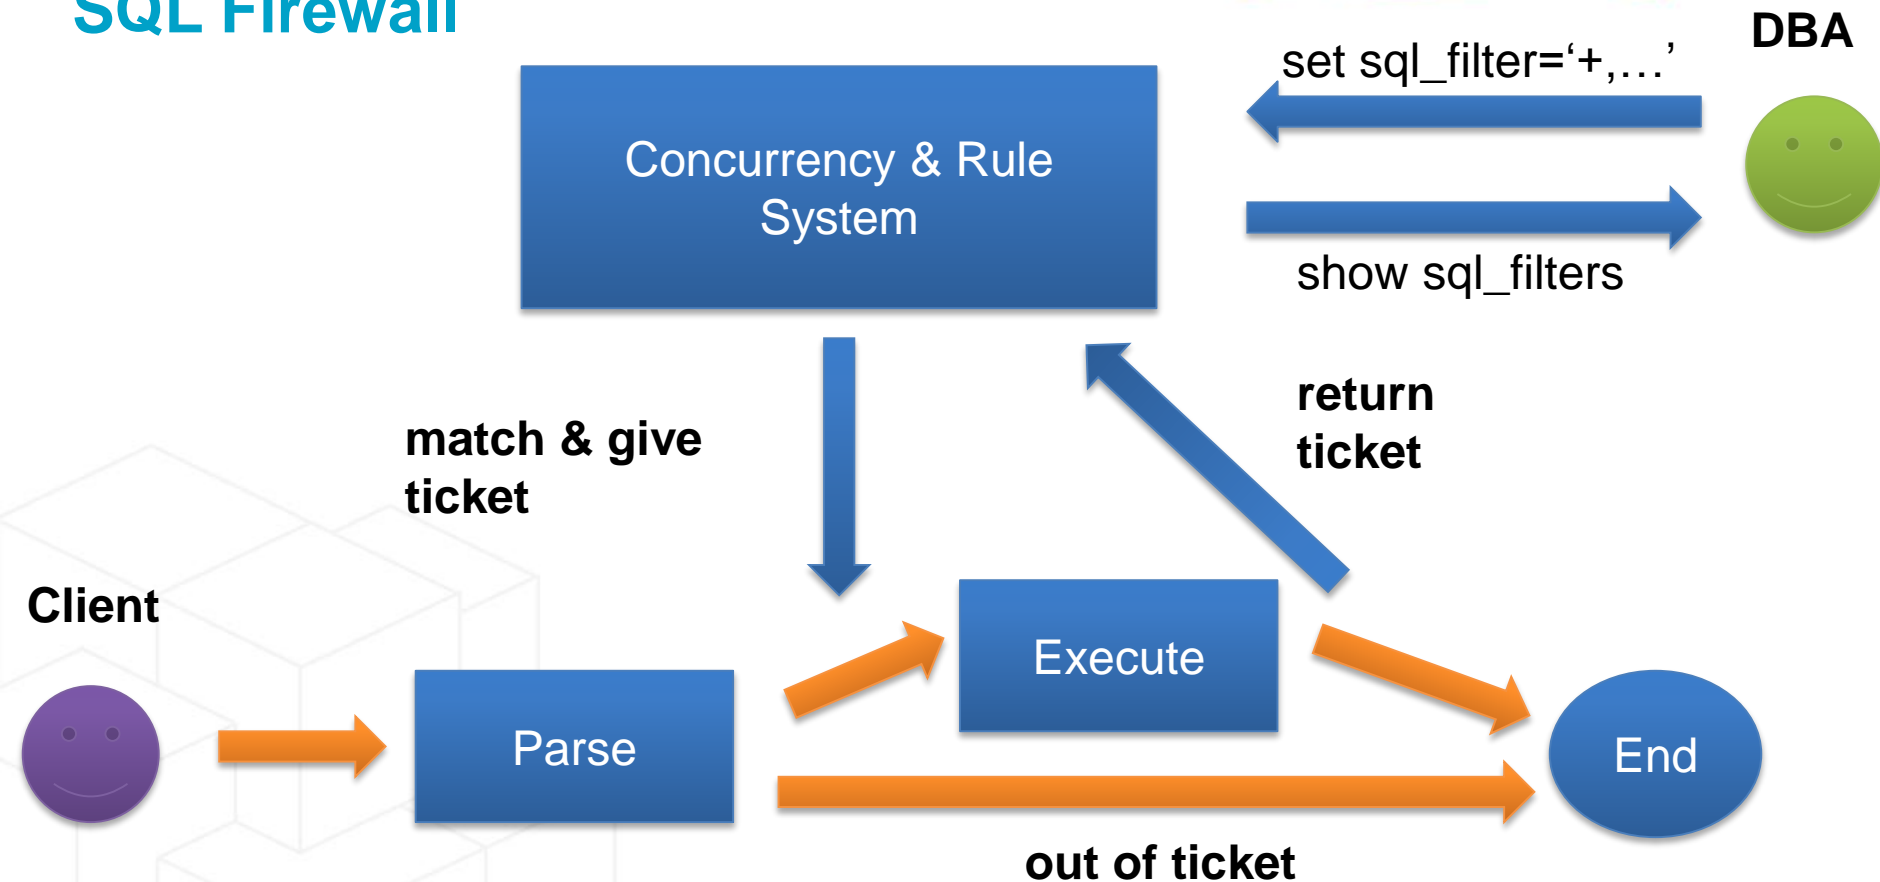 SQL Firewall
DBA
set sql_filter=‘+,…’
Concurrency & Rule
System
show sql_filters
return
ticket
match & give
ticket
Client
Execute
Parse
End
out of ticket